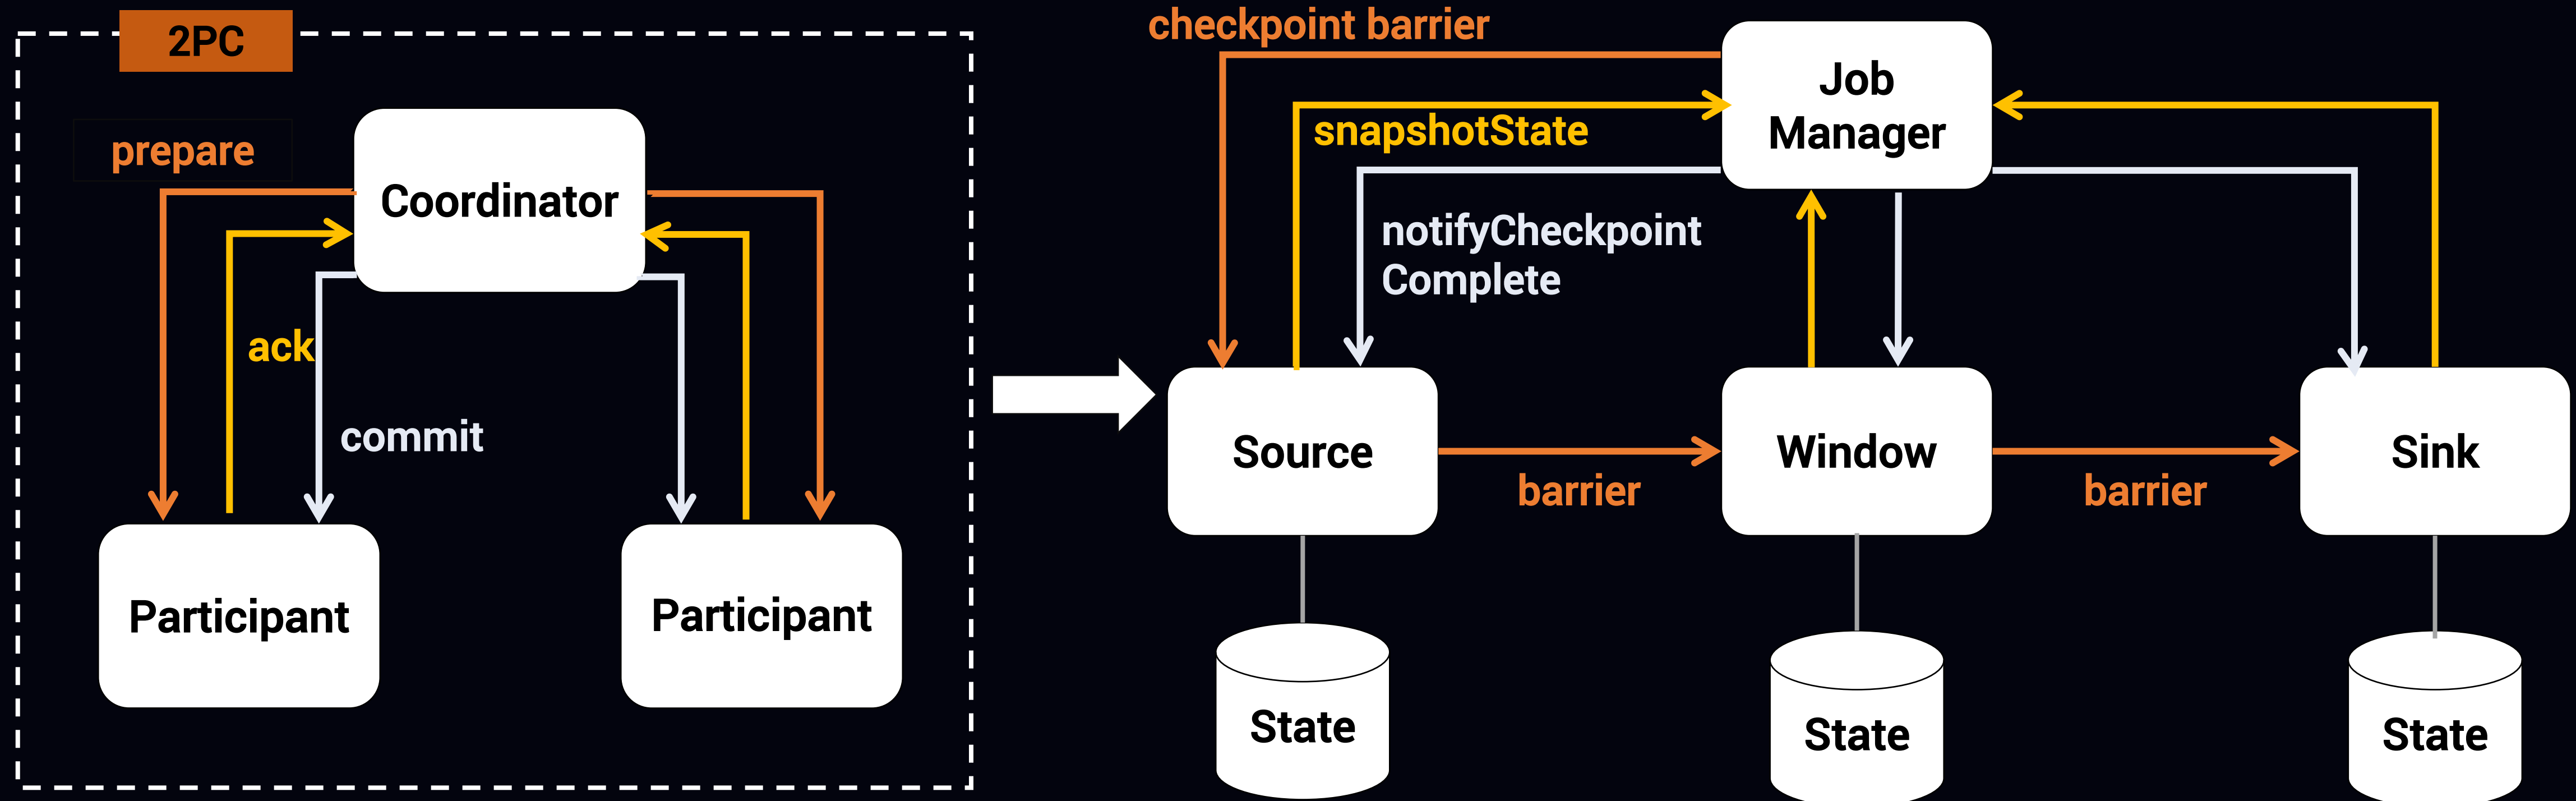 2PC
prepare
Coordinator
ack
commit
Participant
Participant
checkpoint barrier
Job
Manager
snapshotState
notifyCheckpoint
Complete
Source
barrier
Window
barrier
Sink
State
State
State